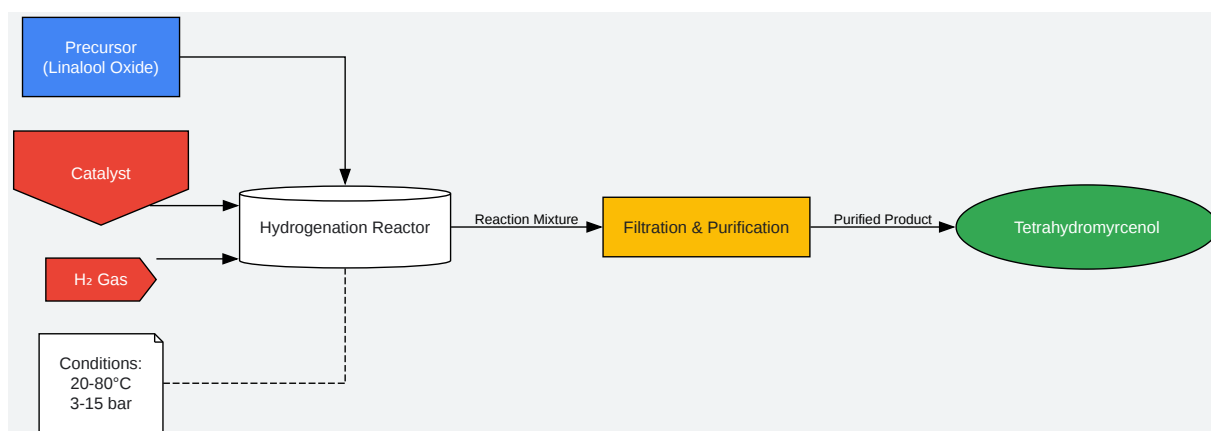 Precursor
(Linalool Oxide)
Catalyst
Hydrogenation Reactor
Reaction Mixture
Filtration & Purification
Purified Product
Tetrahydromyrcenol
H₂ Gas
Conditions:
20-80°C
3-15 bar